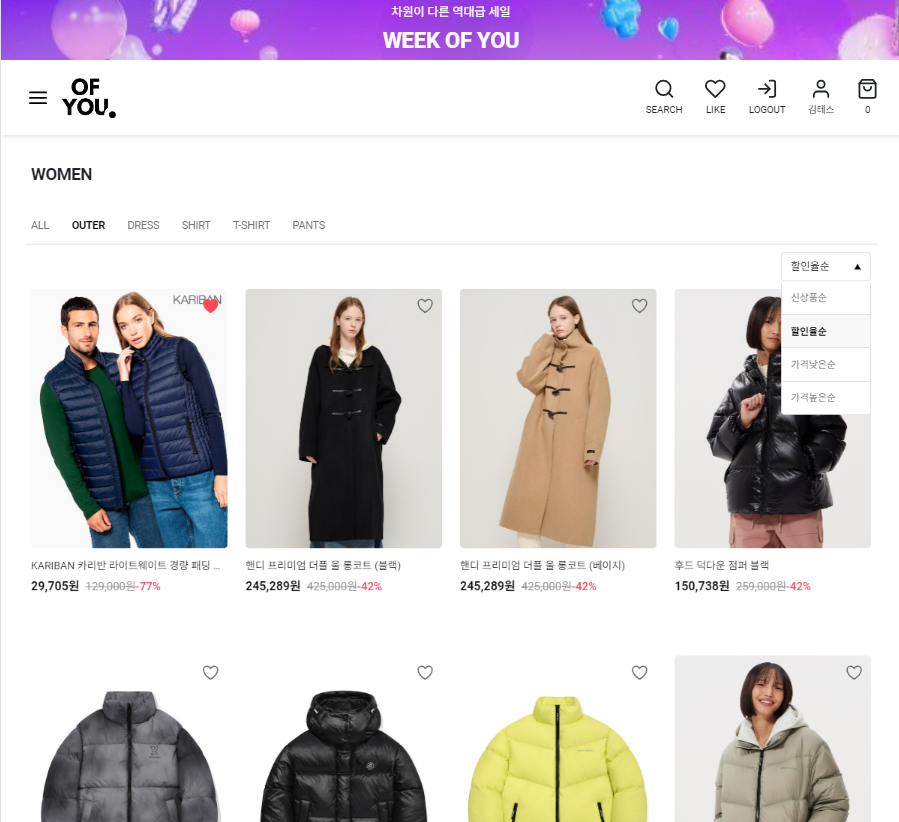 차원이 다른 역대급 세일
WEEK OF YOU
OF
YOU.
SEARCH
LIKE
LOGOUT
김테스
0
WOMEN
ALL
OUTER
DRESS
SHIRT
T-SHIRT
PANTS
할인율순 ▲
신상품순
할인율순
가격낮은순
가격높은순
KARIBAN
KARIBAN 카리반 라이트웨이트 경량 패딩 ...
29,705원 129,000원-77%
핸디 프리미엄 더플 울 롱코트 (블랙)
245,289원 425,000원-42%
핸디 프리미엄 더플 울 롱코트 (베이지)
245,289원 425,000원-42%
후드 덕다운 점퍼 블랙
150,738원 259,000원-42%